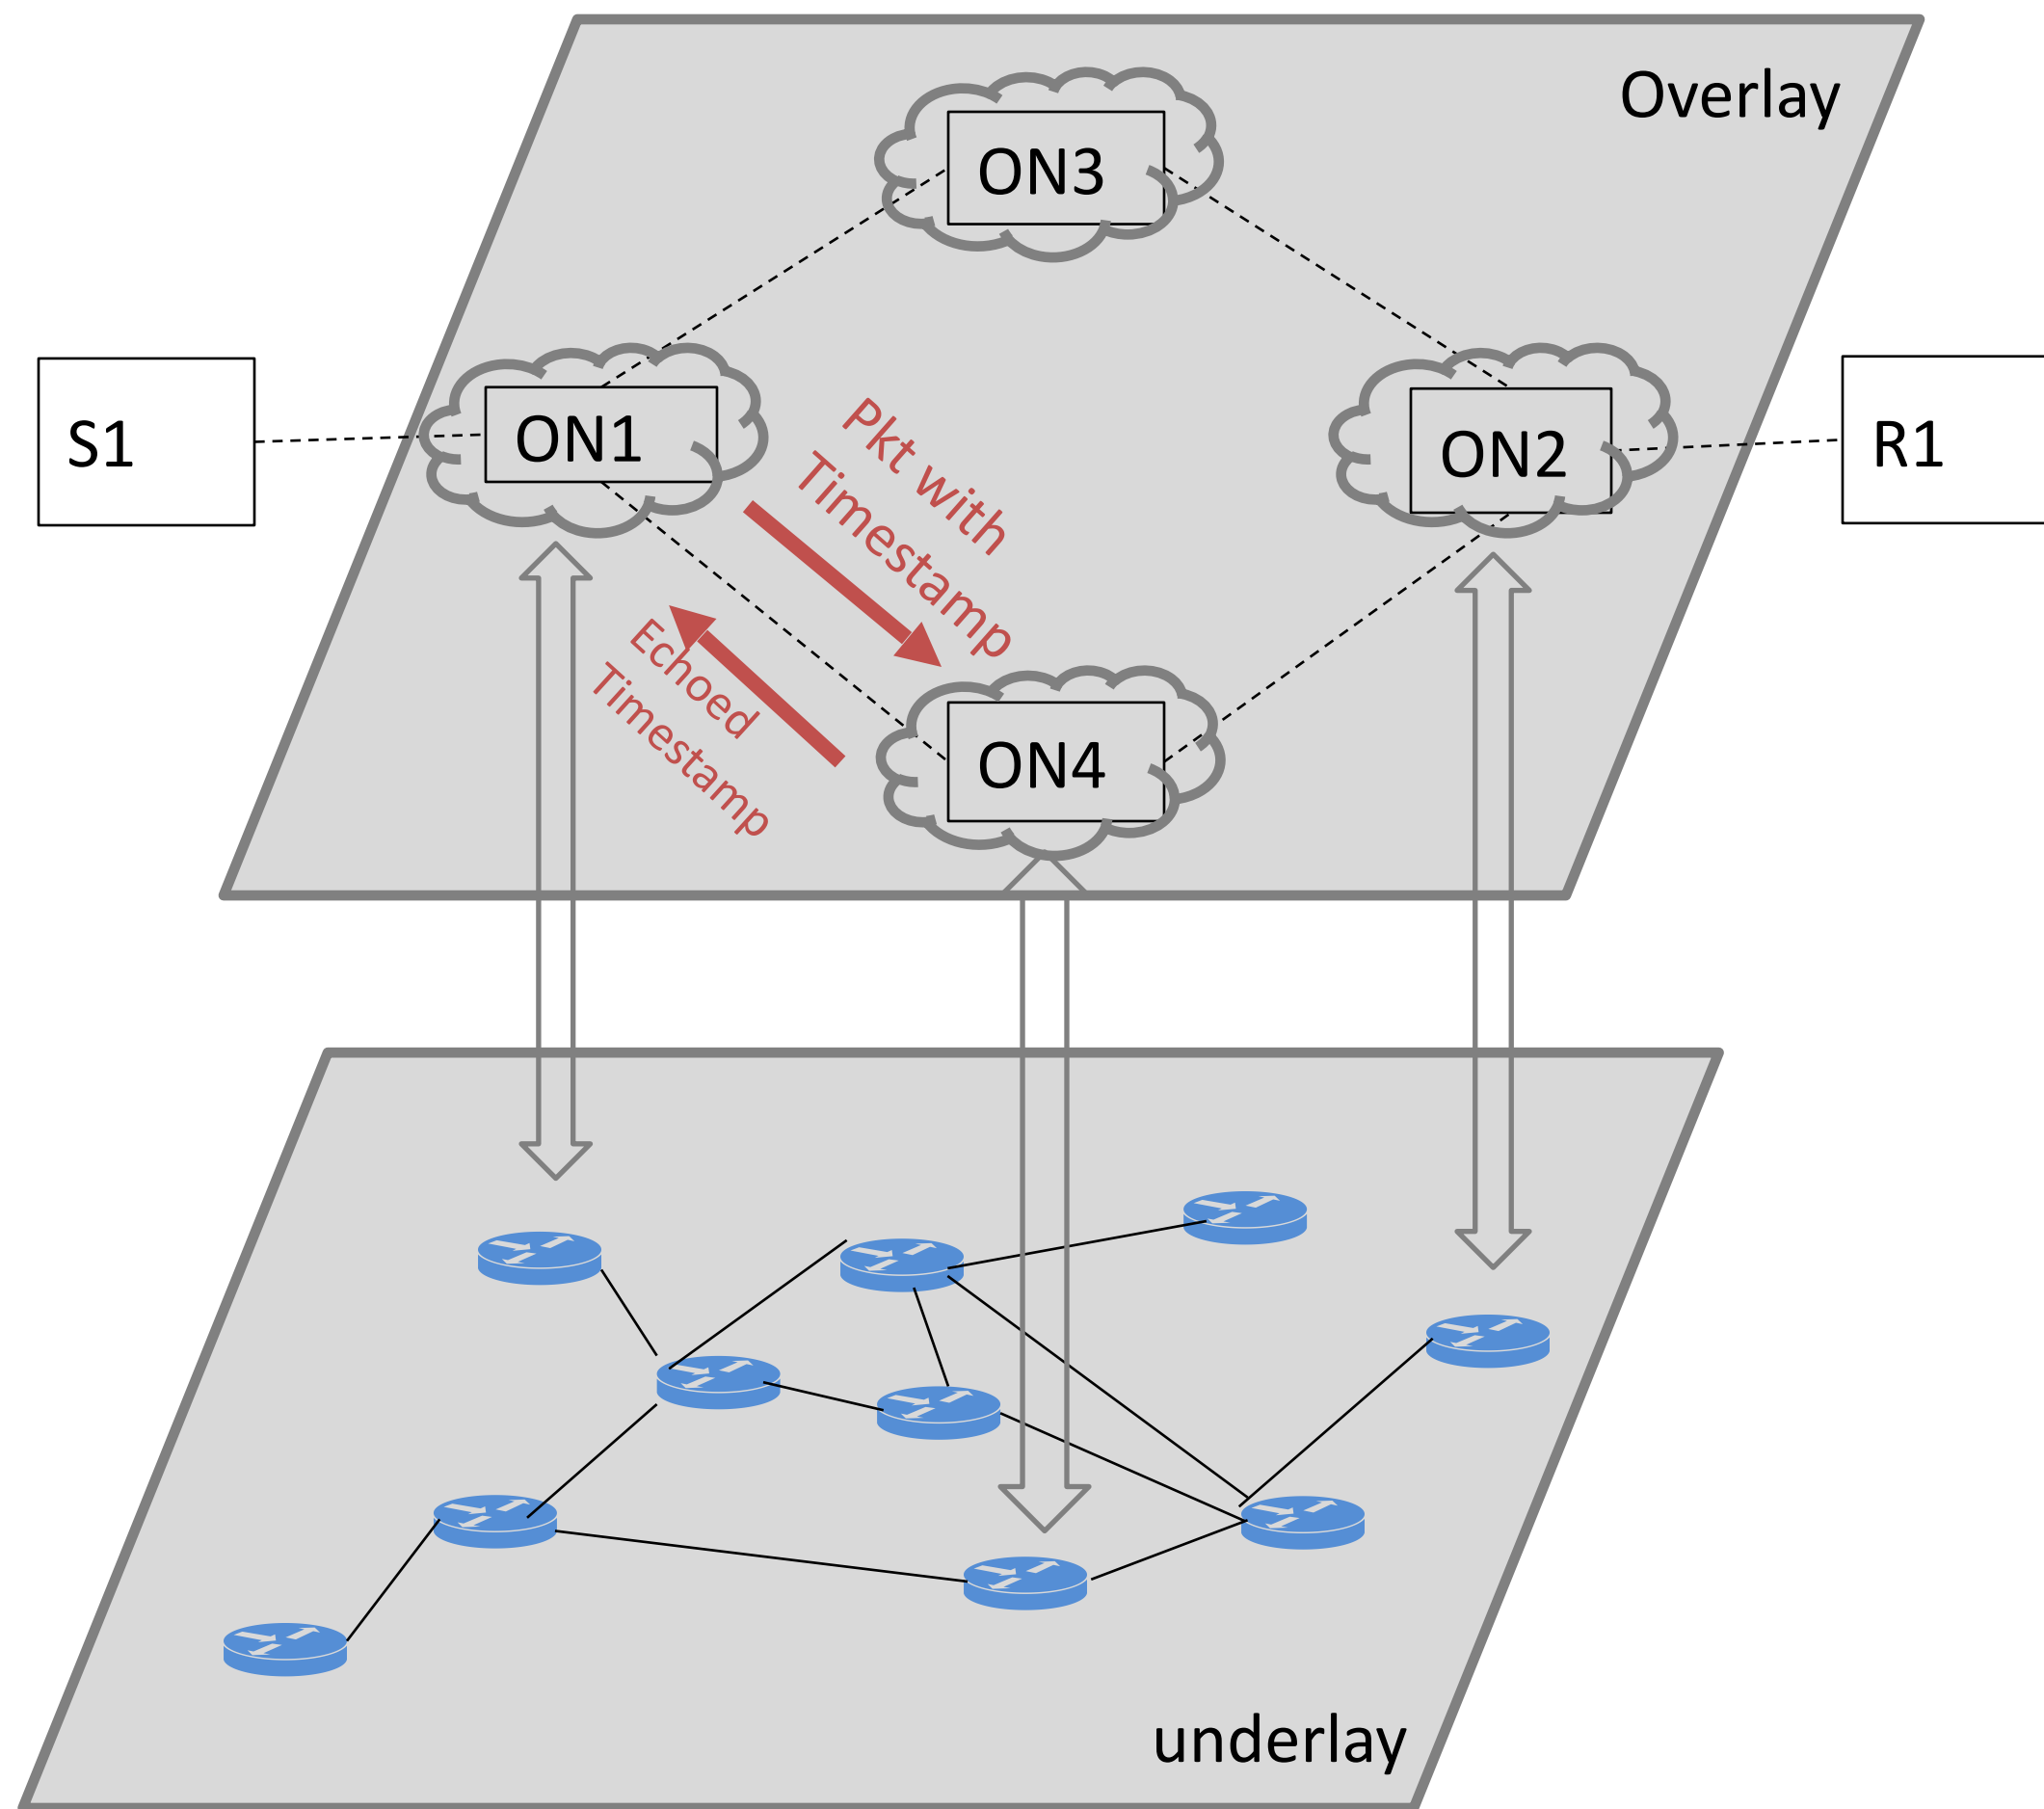 Overlay
ON3
S1
ON1
Pkt with
Timestamp
ON2
R1
Echoed
Timestamp
ON4
underlay